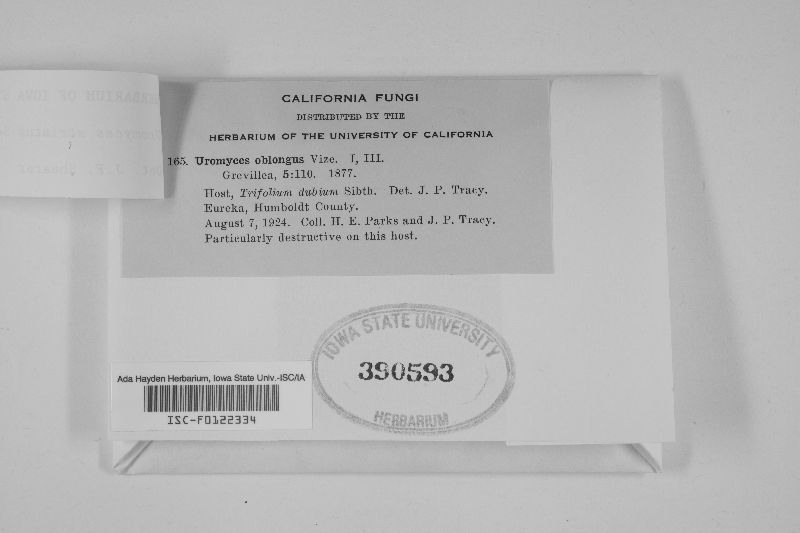 CALIFORNIA FUNGI
DISTRIBUTED BY THE
HERBARIUM OF THE UNIVERSITY OF CALIFORNIA
165. Uromyces oblongus Vize. I, III.
Grevillea, 5:110. 1877.
Host, Trifolium dubium Sibth. Det. J. P. Tracy.
Eureka, Humboldt County.
August 7, 1924. Coll. H. E. Parks and J. P. Tracy.
Particularly destructive on this host.
IOWA STATE UNIVERSITY
390593
HERBARIUM
Ada Hayden Herbarium, Iowa State Univ.-ISC/IA
ISC-F0122334